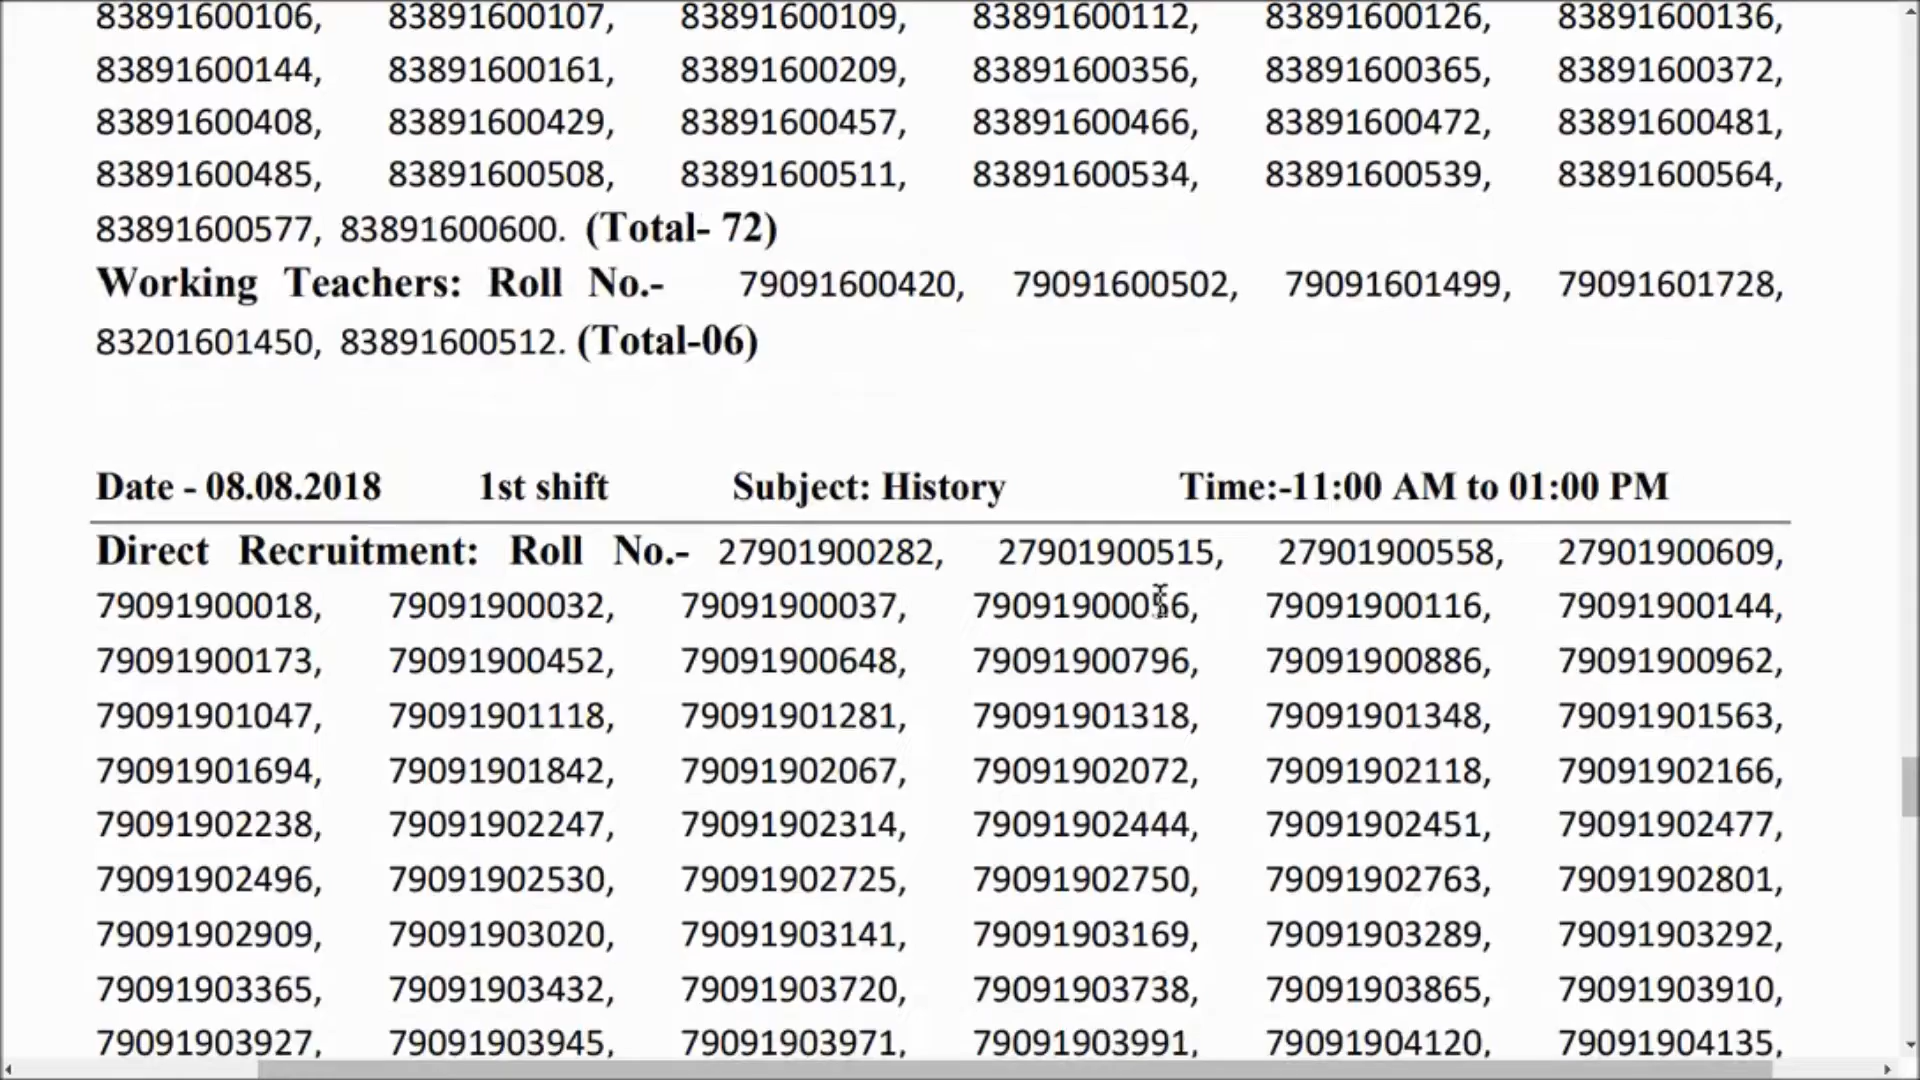 83891600106, 83891600107, 83891600109, 83891600112, 83891600126, 83891600136,
83891600144, 83891600161, 83891600209, 83891600356, 83891600365, 83891600372,
83891600408, 83891600429, 83891600457, 83891600466, 83891600472, 83891600481,
83891600485, 83891600508, 83891600511, 83891600534, 83891600539, 83891600564,
83891600577, 83891600600. (Total- 72)
Working Teachers: Roll No.- 79091600420, 79091600502, 79091601499, 79091601728,
83201601450, 83891600512. (Total-06)
Date - 08.08.2018 1st shift Subject: History Time:-11:00 AM to 01:00 PM
Direct Recruitment: Roll No.- 27901900282, 27901900515, 27901900558, 27901900609,
79091900018, 79091900032, 79091900037, 79091900116, 79091900144,
79091900173, 79091900452, 79091900648, 79091900796, 79091900886, 79091900962,
79091901047, 79091901118, 79091901281, 79091901318, 79091901348, 79091901563,
79091901694, 79091901842, 79091902067, 79091902072, 79091902118, 79091902166,
79091902238, 79091902247, 79091902314, 79091902444, 79091902451, 79091902477,
79091902496, 79091902530, 79091902725, 79091902750, 79091902763, 79091902801,
79091902909, 79091903020, 79091903141, 79091903169, 79091903289, 79091903292,
79091903365, 79091903432, 79091903720, 79091903738, 79091903865, 79091903910,
79091903927, 79091903945, 79091903971, 79091903991, 79091904120, 79091904135,